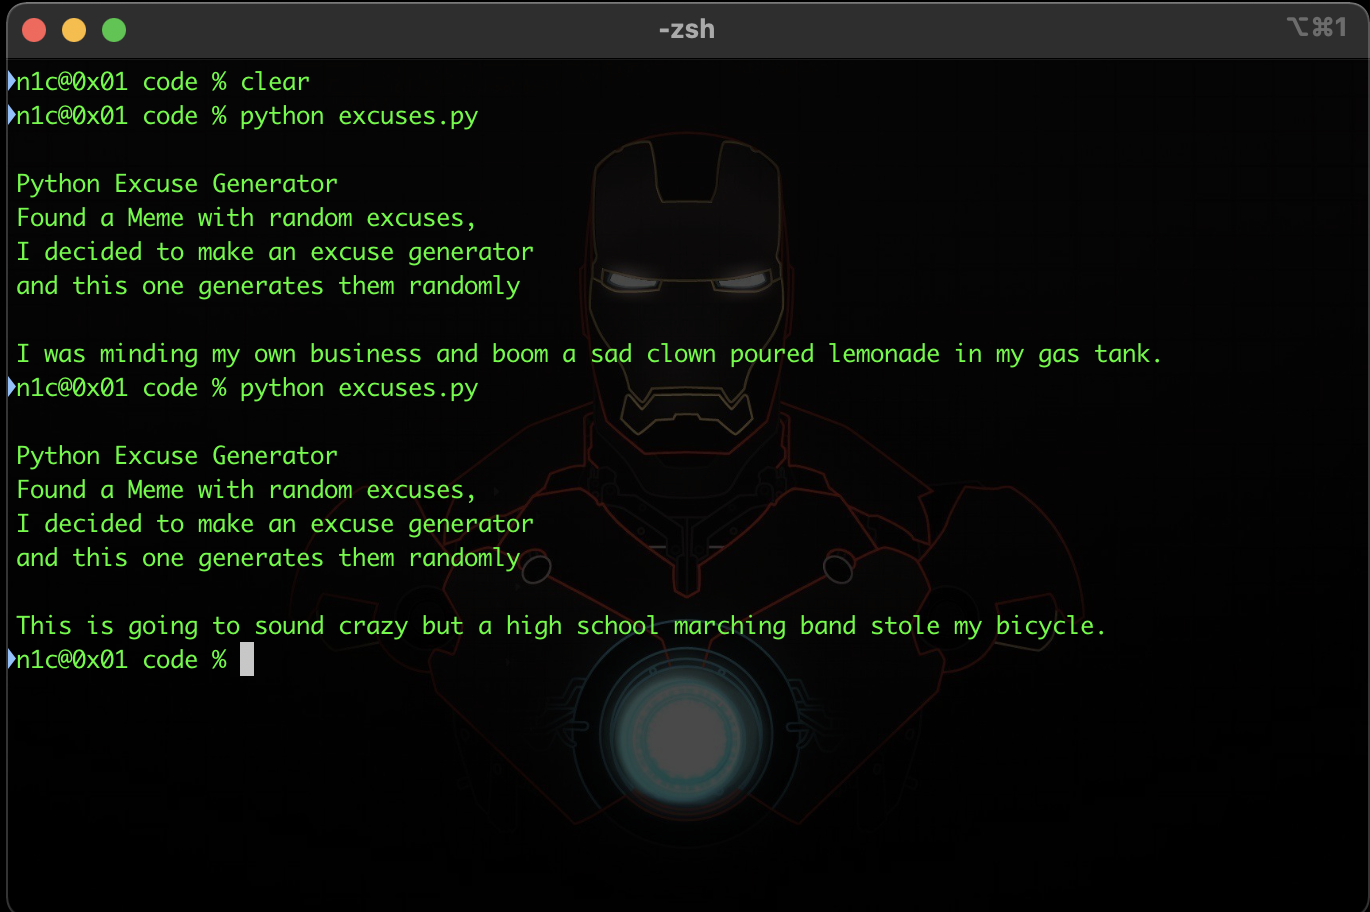 -zsh
⌥⌘1
n1c@0x01 code % clear
n1c@0x01 code % python excuses.py
Python Excuse Generator
Found a Meme with random excuses,
I decided to make an excuse generator
and this one generates them randomly
I was minding my own business and boom a sad clown poured lemonade in my gas tank.
n1c@0x01 code % python excuses.py
Python Excuse Generator
Found a Meme with random excuses,
I decided to make an excuse generator
and this one generates them randomly
This is going to sound crazy but a high school marching band stole my bicycle.
n1c@0x01 code %